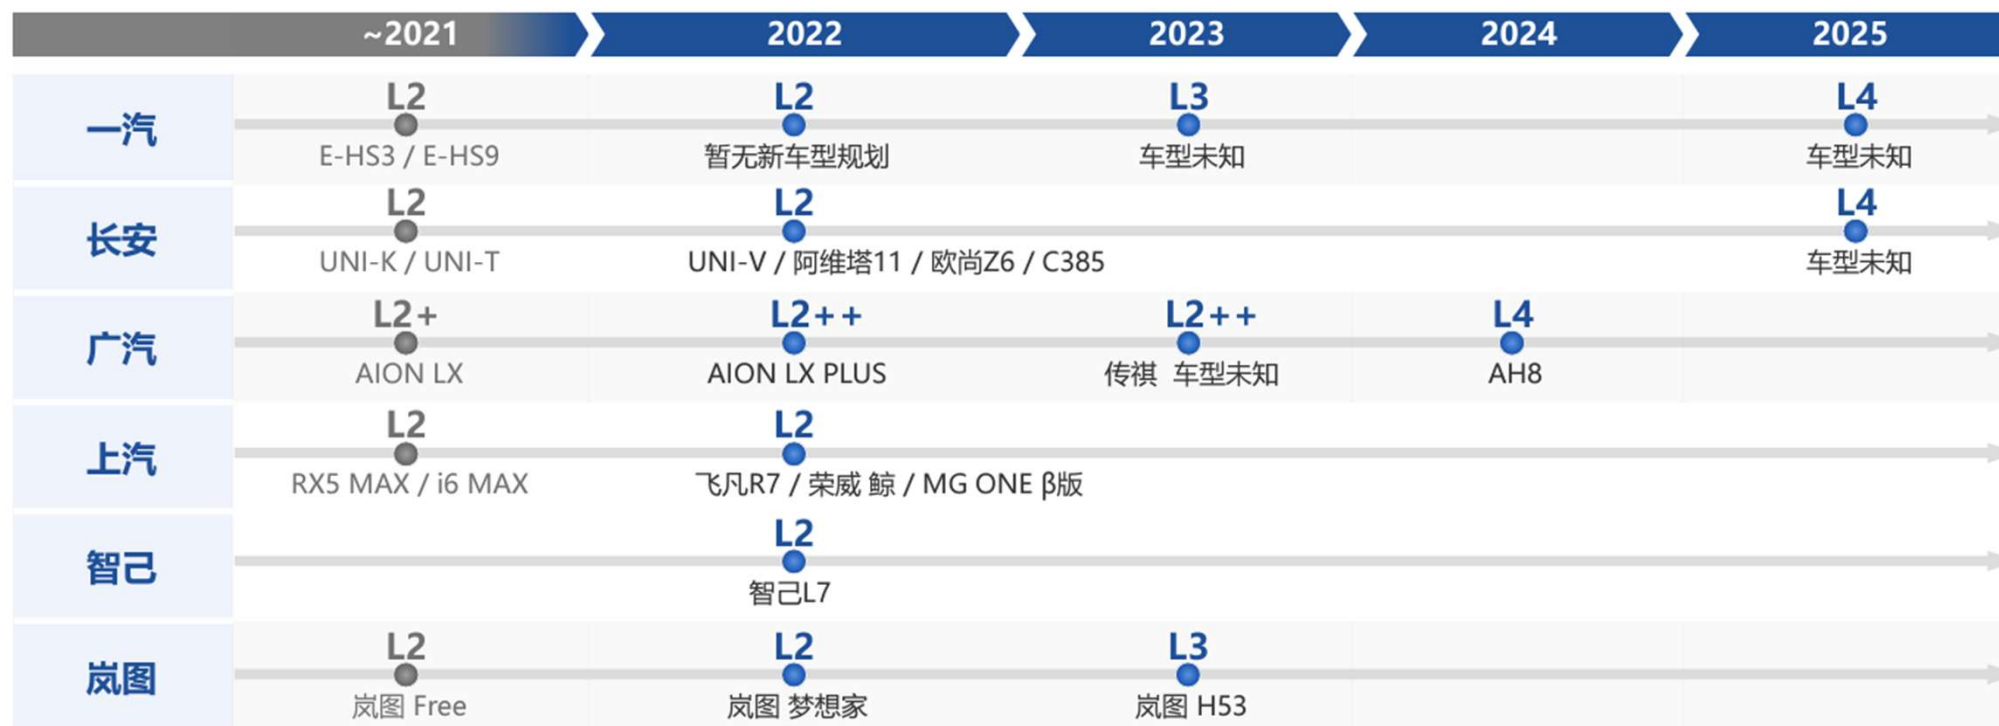 ~2021 2022 2023 2024 2025
L2 L2 L3 L4
一汽
E-HS3 / E-HS9 暂无新车型规划 车型未知 车型未知
L2 L2 L4
长安
UNI-K / UNI-T UNI-V / 阿维塔11 / 欧尚Z6 / C385 车型未知
L2+ L2++ L2++ L4
广汽
AION LX AION LX PLUS 传祺 车型未知 AH8
L2 L2
上汽
RX5 MAX / i6 MAX 飞凡R7 / 荣威 鲸 / MG ONE β版
L2
智己
智己L7
L2 L2 L3
岚图
岚图 Free 岚图 梦想家 岚图 H53